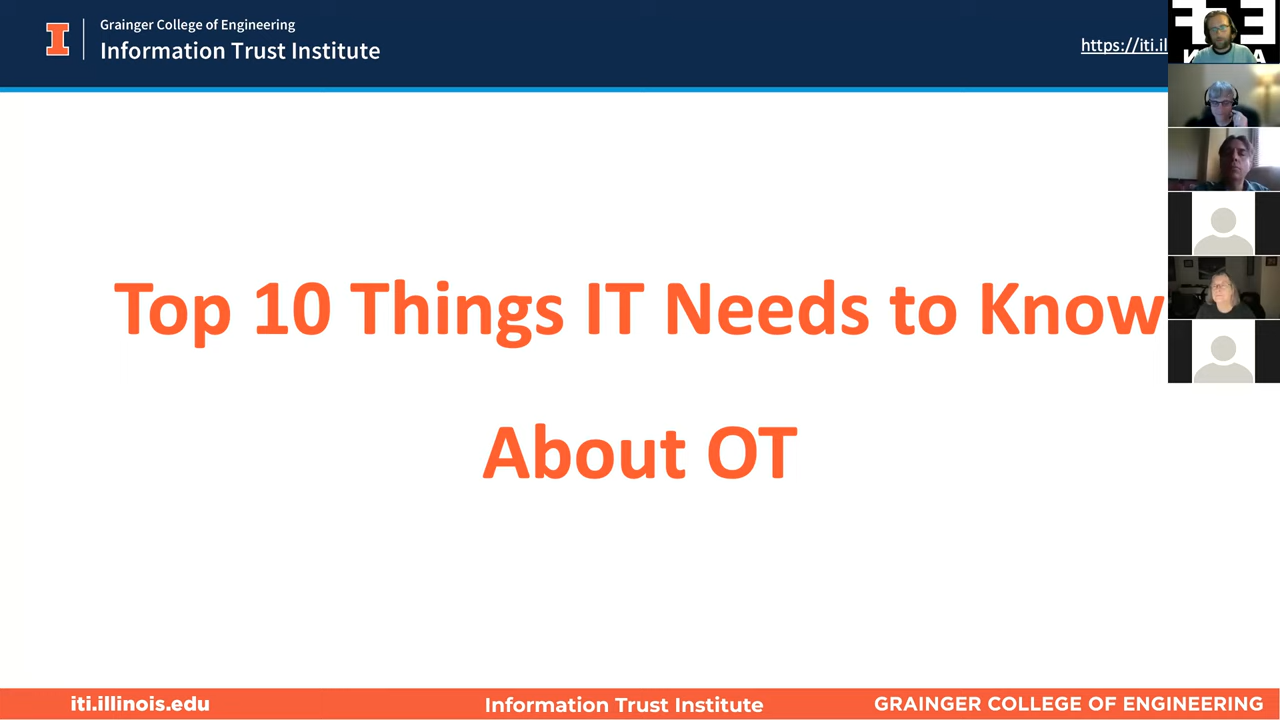 Grainger College of Engineering
Information Trust Institute
https://iti.il
Top 10 Things IT Needs to Know
About OT
iti.illinois.edu
Information Trust Institute
GRAINGER COLLEGE OF ENGINEERING